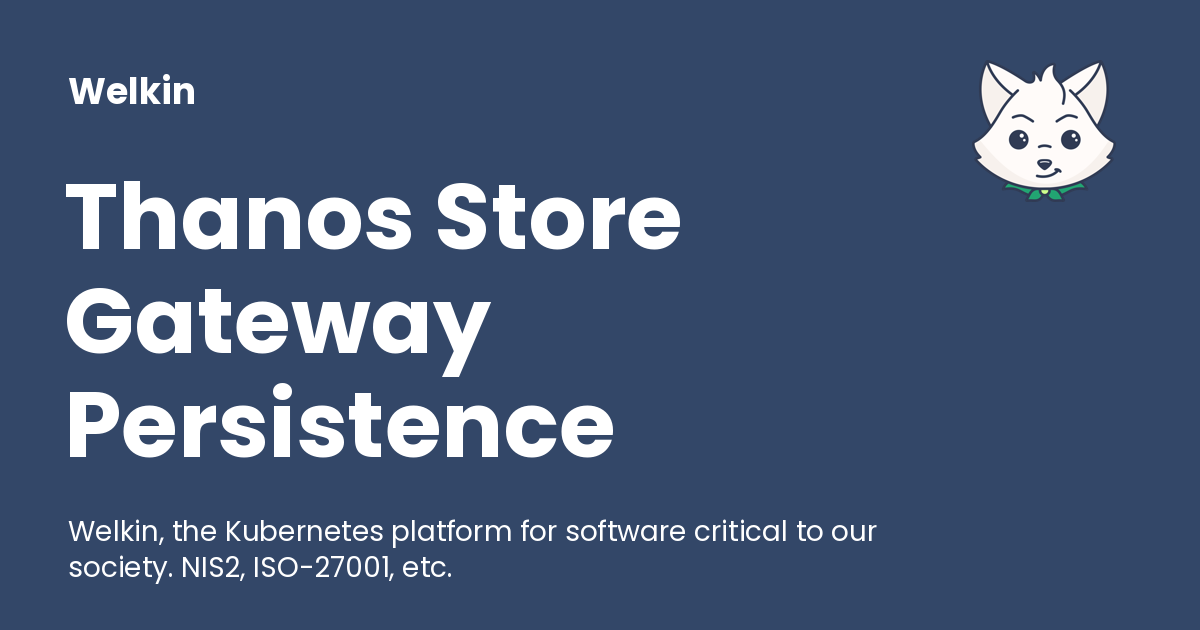 Welkin
Thanos Store
Gateway
Persistence
Welkin, the Kubernetes platform for software critical to our
society. NIS2, ISO-27001, etc.